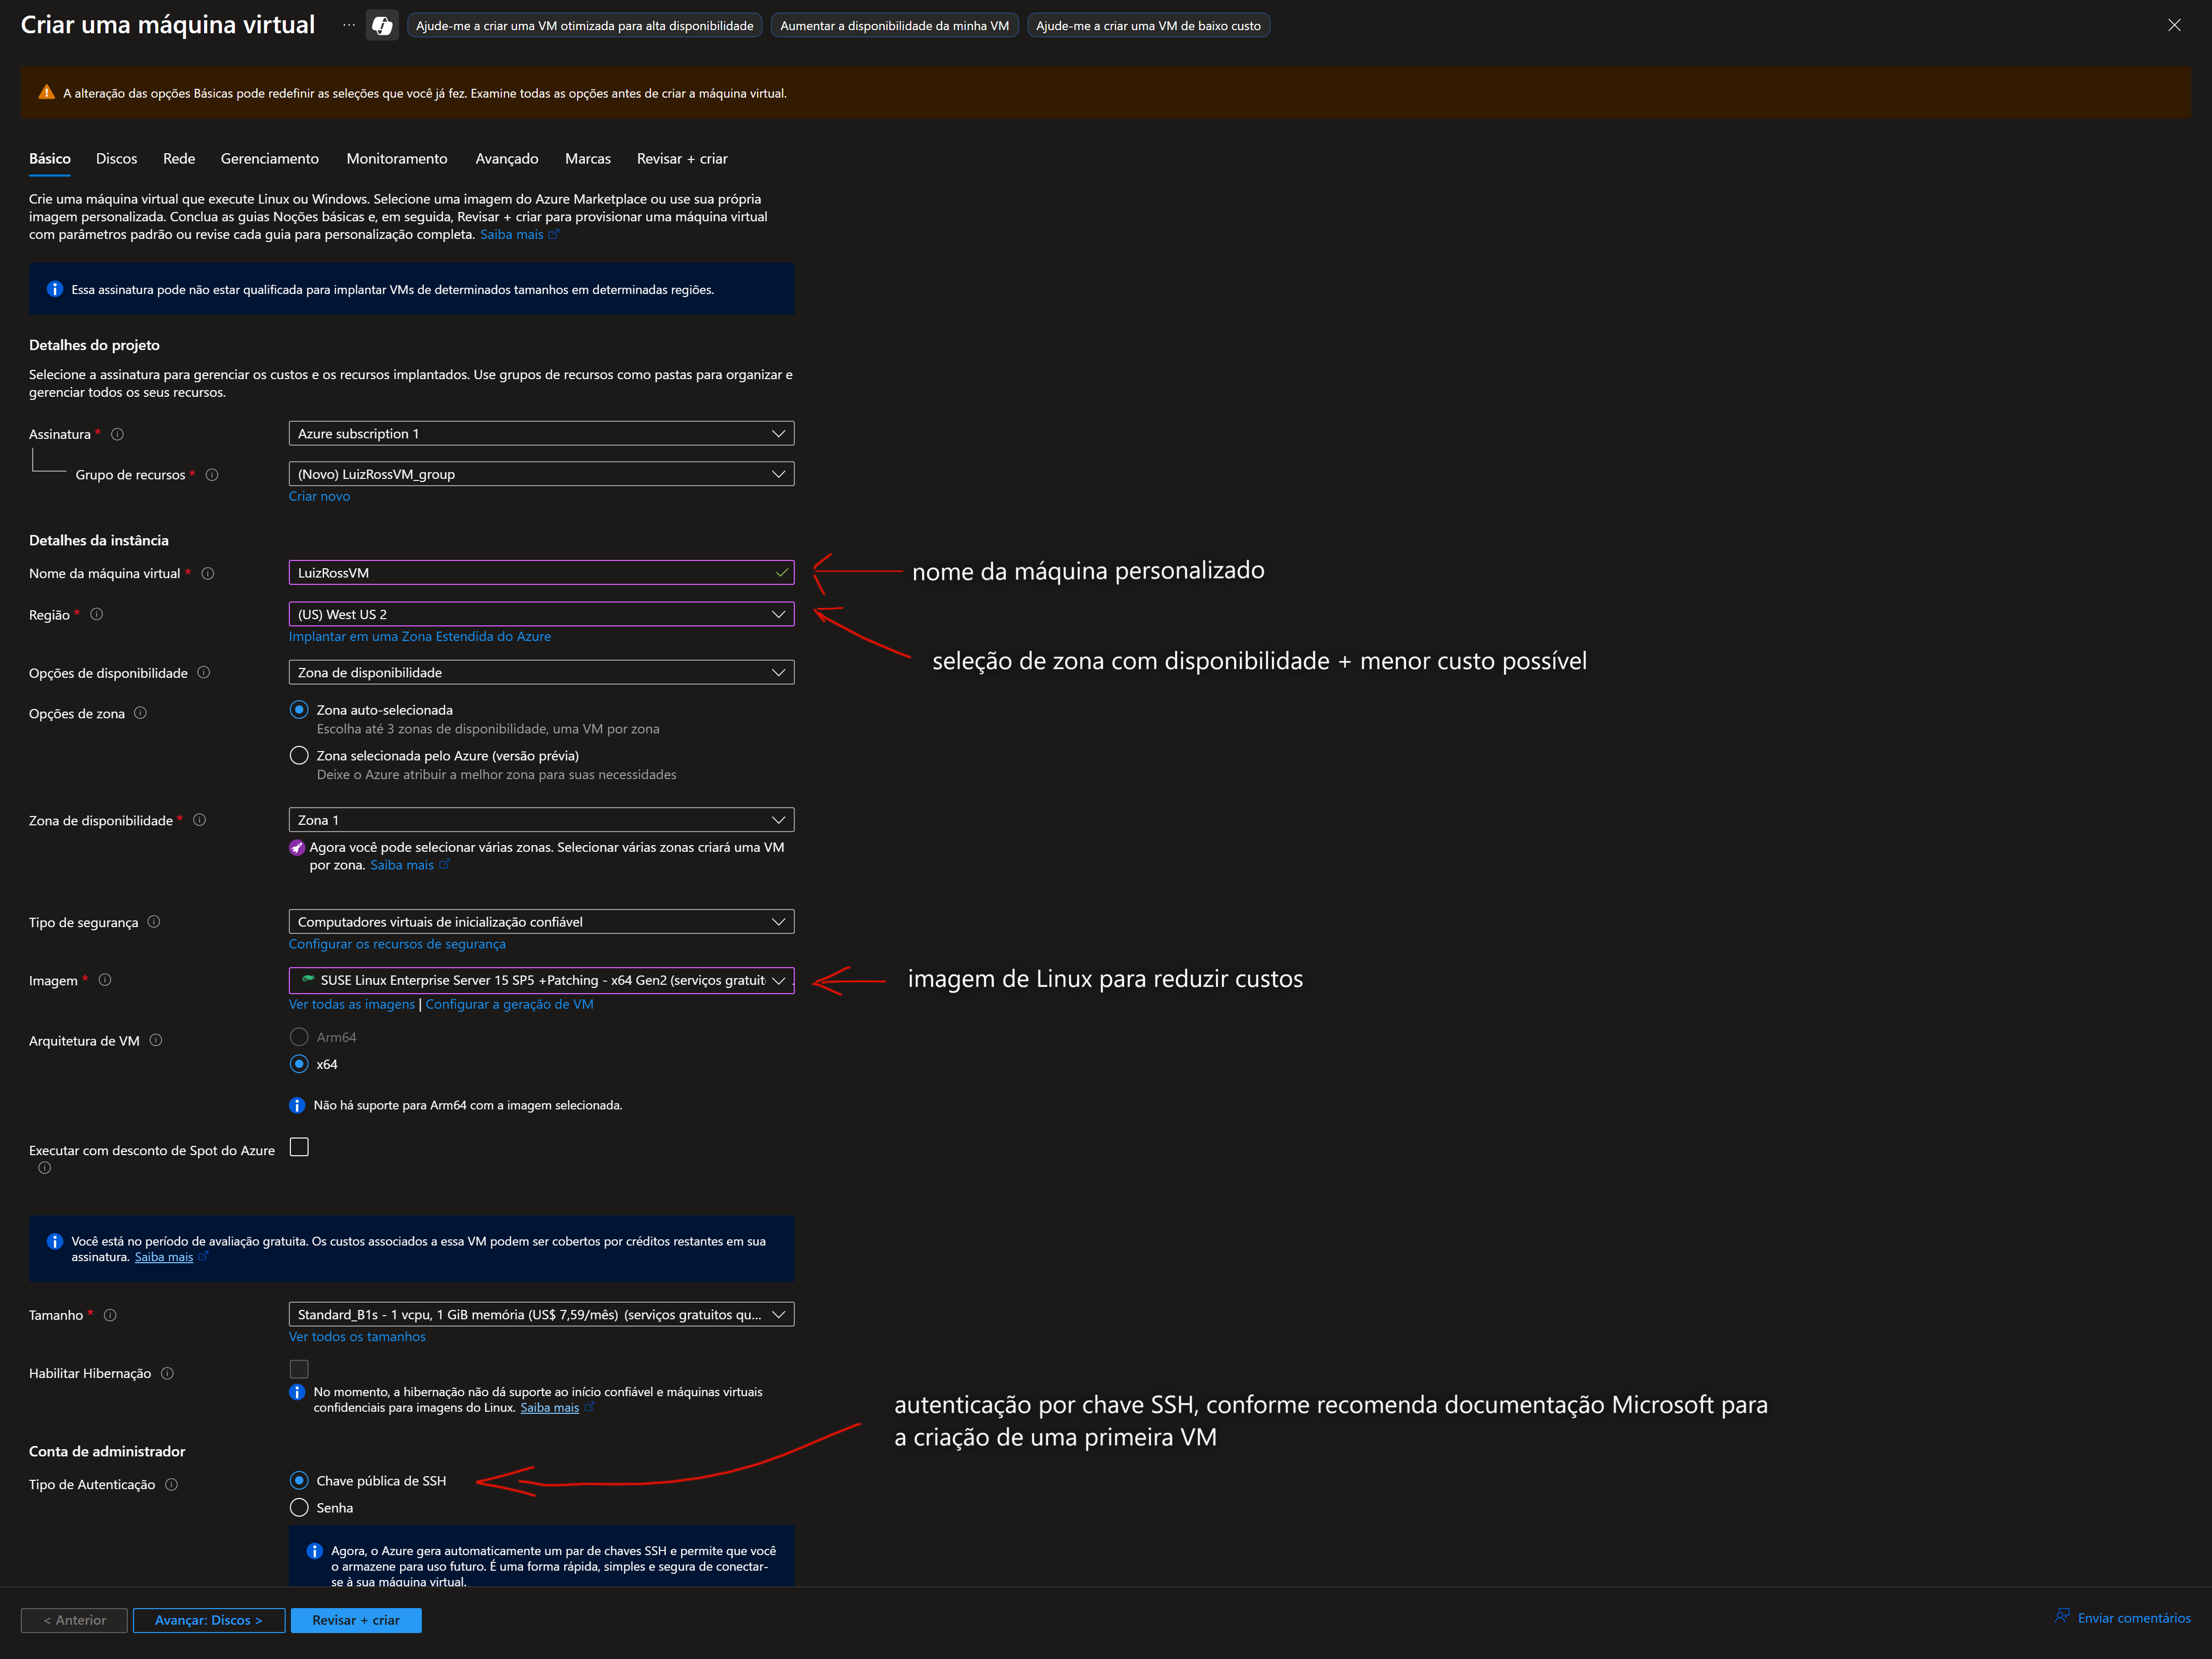 Criar uma máquina virtual
...
Ajude-me a criar uma VM otimizada para alta disponibilidade
Aumentar a disponibilidade da minha VM
Ajude-me a criar uma VM de baixo custo
A alteração das opções Básicas pode redefinir as seleções que você já fez. Examine todas as opções antes de criar a máquina virtual.
Básico Discos Rede Gerenciamento Monitoramento Avançado Marcas Revisar + criar
Crie uma máquina virtual que execute Linux ou Windows. Selecione uma imagem do Azure Marketplace ou use sua própria
imagem personalizada. Conclua as guias Noções básicas e, em seguida, Revisar + criar para provisionar uma máquina virtual
com parâmetros padrão ou revise cada guia para personalização completa. Saiba mais
Essa assinatura pode não estar qualificada para implantar VMs de determinados tamanhos em determinadas regiões.
Detalhes do projeto
Selecione a assinatura para gerenciar os custos e os recursos implantados. Use grupos de recursos como pastas para organizar e
gerenciar todos os seus recursos.
Assinatura * Azure subscription 1
Grupo de recursos * (Novo) LuizRossVM_group
Criar novo
Detalhes da instância
Nome da máquina virtual * LuizRossVM
nome da máquina personalizado
Região * (US) West US 2
Implantar em uma Zona Estendida do Azure
seleção de zona com disponibilidade + menor custo possível
Opções de disponibilidade Zona de disponibilidade
Opções de zona Zona auto-selecionada
Escolha até 3 zonas de disponibilidade, uma VM por zona
Zona selecionada pelo Azure (versão prévia)
Deixe o Azure atribuir a melhor zona para suas necessidades
Zona de disponibilidade * Zona 1
Agora você pode selecionar várias zonas. Selecionar várias zonas criará uma VM
por zona. Saiba mais
Tipo de segurança Computadores virtuais de inicialização confiável
Configurar os recursos de segurança
Imagem * SUSE Linux Enterprise Server 15 SP5 +Patching - x64 Gen2 (serviços gratuit
imagem de Linux para reduzir custos
Ver todas as imagens | Configurar a geração de VM
Arquitetura de VM Arm64
x64
Não há suporte para Arm64 com a imagem selecionada.
Executar com desconto de Spot do Azure
Você está no período de avaliação gratuita. Os custos associados a essa VM podem ser cobertos por créditos restantes em sua
assinatura. Saiba mais
Tamanho * Standard_B1s - 1 vcpu, 1 GiB memória (US$ 7,59/mês) (serviços gratuitos qu...
Ver todos os tamanhos
Habilitar Hibernação
No momento, a hibernação não dá suporte ao início confiável e máquinas virtuais
confidenciais para imagens do Linux. Saiba mais
autenticação por chave SSH, conforme recomenda documentação Microsoft para
a criação de uma primeira VM
Conta de administrador
Tipo de Autenticação Chave pública de SSH
Senha
Agora, o Azure gera automaticamente um par de chaves SSH e permite que você
o armazene para uso futuro. É uma forma rápida, simples e segura de conectar-
se à sua máquina virtual.
< Anterior
Avançar: Discos >
Revisar + criar
Enviar comentários